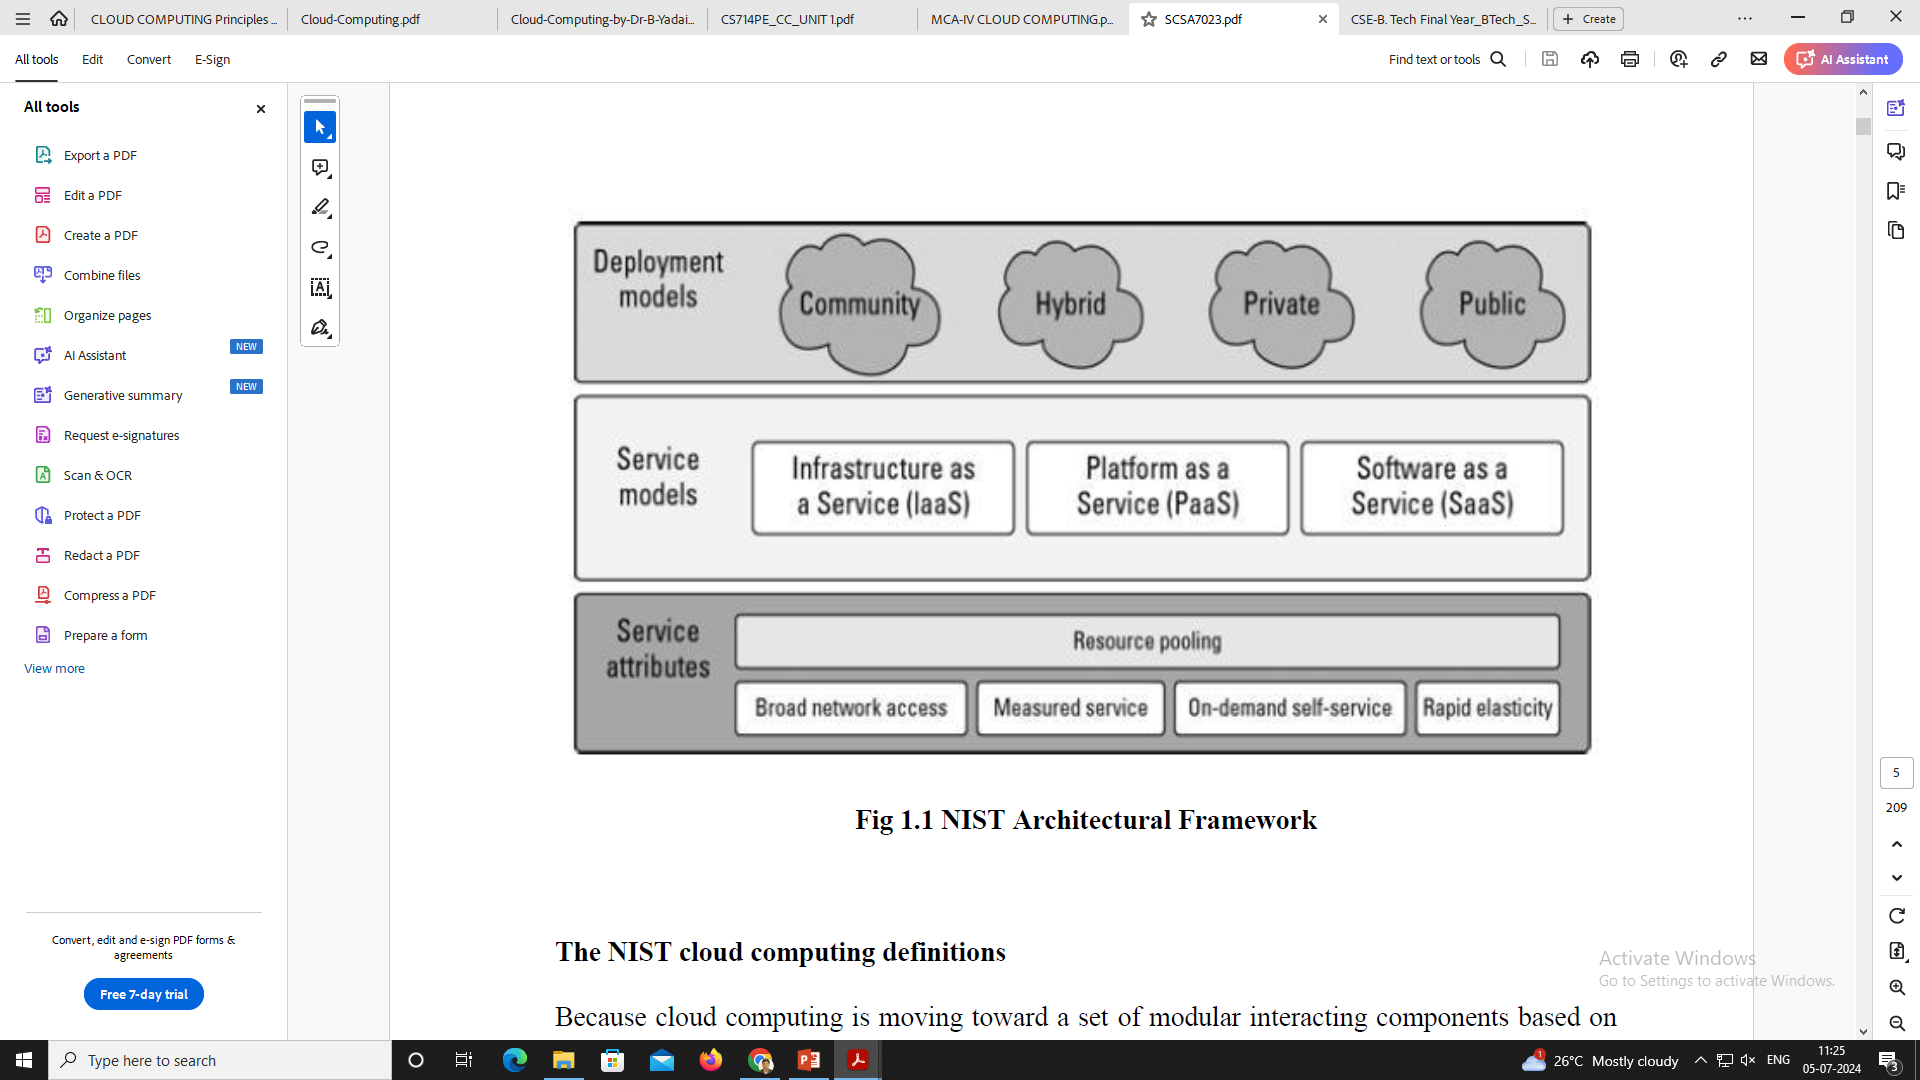 CLOUD COMPUTING Principles ...
Cloud-Computing.pdf
Cloud-Computing-by-Dr-B-Yadai...
CS714PE_CC_UNIT 1.pdf
MCA-IV CLOUD COMPUTING.p...
SCSA7023.pdf
CSE-B. Tech Final Year_BTech_S...
Create
All tools
Edit
Convert
E-Sign
Find text or tools
AI Assistant
All tools
Export a PDF
Edit a PDF
Create a PDF
Combine files
Organize pages
AI Assistant
NEW
Generative summary
NEW
Request e-signatures
Scan & OCR
Protect a PDF
Redact a PDF
Compress a PDF
Prepare a form
View more
Convert, edit and e-sign PDF forms &
agreements
Free 7-day trial
Deployment
models
Community
Hybrid
Private
Public
Service
models
Infrastructure as
a Service (IaaS)
Platform as a
Service (PaaS)
Software as a
Service (SaaS)
Service
attributes
Resource pooling
Broad network access
Measured service
On-demand self-service
Rapid elasticity
Fig 1.1 NIST Architectural Framework
The NIST cloud computing definitions
Because cloud computing is moving toward a set of modular interacting components based on
5
209
Activate Windows
Go to Settings to activate Windows.
Type here to search
1
26°C Mostly cloudy
ENG
11:25
05-07-2024
3